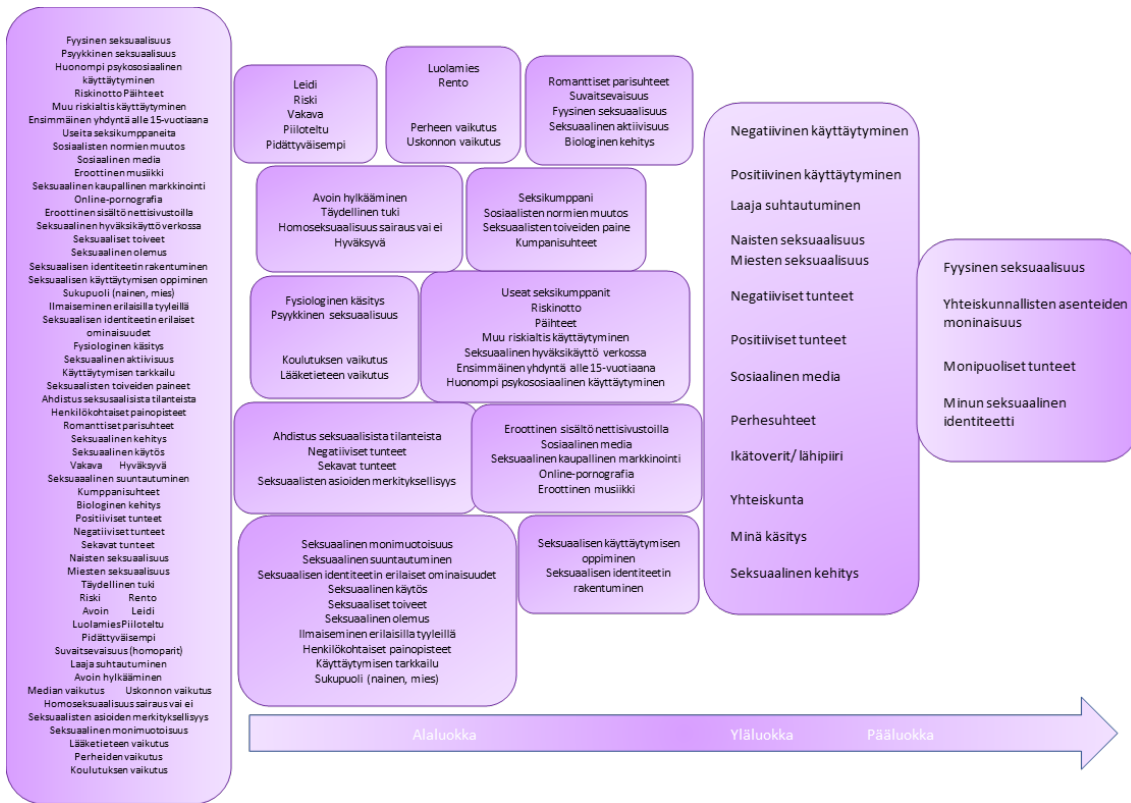 Fyysinen seksuaalisuus
Psyykkinen seksuaalisuus
Huonompi psykososiaalinen
käyttäytyminen
Riskinotto Päihteet
Muu riskialtis käyttäytyminen
Ensimmäinen yhdyntä alle 15-vuotiaana
Useita seksikumppaneita
Sosiaalisten normien muutos
Sosiaalinen media
Eroottinen musiikki
Seksuaalinen kaupallinen markkinointi
Online-pornografia
Eroottinen sisältö nettisivustoilla
Seksuaalinen hyväksikäyttö verkossa
Seksuaaliset toiveet
Seksuaalinen olemus
Seksuaalisen identiteetin rakentuminen
Seksuaalisen käyttäytymisen oppiminen
Sukupuoli (nainen, mies)
Ilmaiseminen erilaisilla tyyleillä
Seksuaalisen identiteetin erilaiset
ominaisuudet
Fysiologinen käsitys
Seksuaalinen aktiivisuus
Käyttäytymisen tarkkailu
Seksuaalisten toiveiden paineet
Ahdistus seksusaalisista tilanteista
Henkilökohtaiset painopisteet
Romanttiset parisuhteet
Seksuaalinen kehitys
Seksuaalinen käytös
Vakava Hyväksyvä
Seksuaaalinen suuntautuminen
Kumppanisuhteet
Biologinen kehitys
Positiiviset tunteet
Negatiiviset tunteet
Sekavat tunteet
Naisten seksuaalisuus
Miesten seksuaalisuus
Täydellinen tuki
Riski Rento
Avoin Leidi
Luolamies Piiloteltu
Pidättyväisempi
Suvaitsevaisuus (homoparit)
Laaja suhtautuminen
Avoin hylkääminen
Median vaikutus Uskonnon vaikutus
Homoseksuaalisuus sairaus vai ei
Seksuaalisten asioiden merkityksellisyys
Seksuaalinen monimuotoisuus
Lääketieteen vaikutus
Perheiden vaikutus
Koulutuksen vaikutus
Leidi
Riski
Vakava
Piiloteltu
Pidättyväisempi
Luolamies
Rento
Perheen vaikutus
Uskonnon vaikutus
Romanttiset parisuhteet
Suvaitsevaisuus
Fyysinen seksuaalisuus
Seksuaalinen aktiivisuus
Biologinen kehitys
Avoin hylkääminen
Täydellinen tuki
Homoseksuaalisuus sairaus vai ei
Hyväksyvä
Seksikumppani
Sosiaalisten normien muutos
Seksuaalisten toiveiden paine
Kumpanisuhteet
Fysiologinen käsitys
Psyykkinen seksuaalisuus
Koulutuksen vaikutus
Lääketieteen vaikutus
Useat seksikumppanit
Riskinotto
Päihteet
Muu riskialtis käyttäytyminen
Seksuaalinen hyväksikäyttö verkossa
Ensimmäinen yhdyntä alle 15-vuotiaana
Huonompi psykososiaalinen käyttäytyminen
Ahdistus seksuaalisista tilanteista
Negatiiviset tunteet
Sekavat tunteet
Seksuaalisten asioiden merkityksellisyys
Eroottinen sisältö nettisivustoilla
Sosiaalinen media
Seksuaalinen kaupallinen markkinointi
Online-pornografia
Eroottinen musiikki
Seksuaalinen monimuotoisuus
Seksuaalinen suuntautuminen
Seksuaalisen identiteetin erilaiset ominaisuudet
Seksuaalinen käytös
Seksuaaliset toiveet
Seksuaalinen olemus
Ilmaiseminen erilaisilla tyyleillä
Henkilökohtaiset painopisteet
Käyttäytymisen tarkkailu
Sukupuoli (nainen, mies)
Seksuaalisen käyttäytymisen
oppiminen
Seksuaalisen identiteetin
rakentuminen
Negatiivinen käyttäytyminen
Positiivinen käyttäytyminen
Laaja suhtautuminen
Naisten seksuaalisuus
Miesten seksuaalisuus
Negatiiviset tunteet
Positiiviset tunteet
Sosiaalinen media
Perhesuhteet
Ikätoverit/ lähipiiri
Yhteiskunta
Minä käsitys
Seksuaalinen kehitys
Fyysinen seksuaalisuus
Yhteiskunnallisten asenteiden
moninaisuus
Monipuoliset tunteet
Minun seksuaalinen
identiteetti
Alaluokka Yläluokka Pääluokka